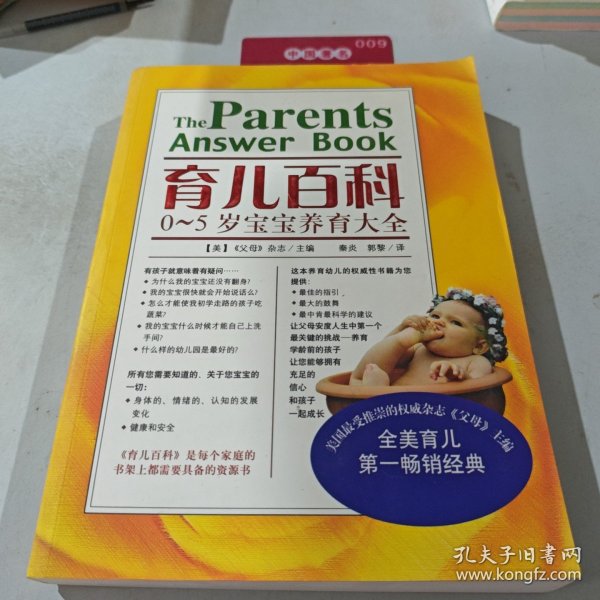 600
中国著名
The Parents
Answer Book
育儿百科
0~5岁宝宝养育大全
【美】《父母》杂志/主编 秦炎 郭黎/译
有孩子就意味着有疑问……
◆ 为什么我的宝宝还没有翻身?
◆ 我的宝宝很快就会开始说话么?
◆ 怎么才能使我初学走路的孩子吃
蔬菜?
◆ 我的宝宝什么时候才能自己上洗
手间?
◆ 什么样的幼儿园是最好的?
所有您需要知道的、关于您宝宝的
一切:
◆ 身体的、情绪的、认知的发展
变化
◆ 健康和安全
《育儿百科》是每个家庭的
书架上都需要具备的资源书
这本养育幼儿的权威性书籍为您
提供:
◆ 最佳的指引
◆ 最大的鼓舞
◆ 最中肯最科学的建议
让父母安度人生中第一个
最关键的挑战—养育
学龄前的孩子
让您能够拥有
充足的
信心
和孩子
一起成长
美国最受推崇的权威杂志《父母》主编
全美育儿
第一畅销经典
孔夫子旧书网
www.kongfz.com